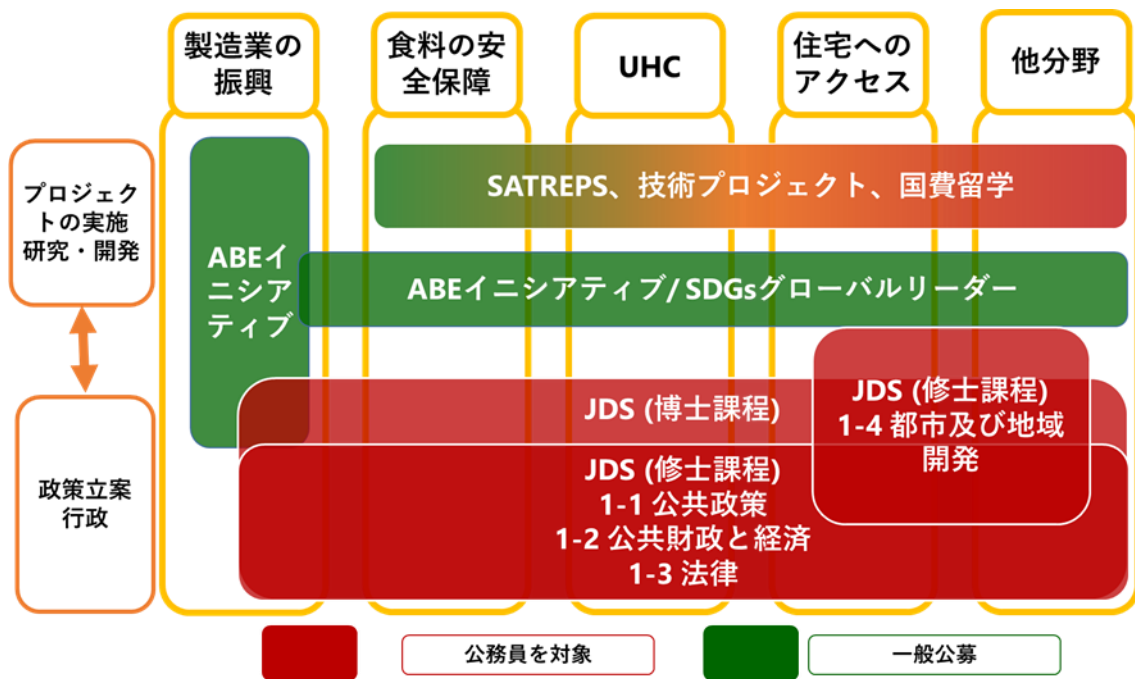 製造業の
振興
食料の安
全保障
UHC
住宅への
アクセス
他分野
プロジェク
トの実施
研究・開発
SATREPS、技術プロジェクト、国費留学
ABEイ
ニシア
ティブ
ABEイニシアティブ/ SDGsグローバルリーダー
JDS (博士課程)
JDS (修士課程)
1-4 都市及び地域
開発
政策立案
行政
JDS (修士課程)
1-1 公共政策
1-2 公共財政と経済
1-3 法律
公務員を対象
一般公募